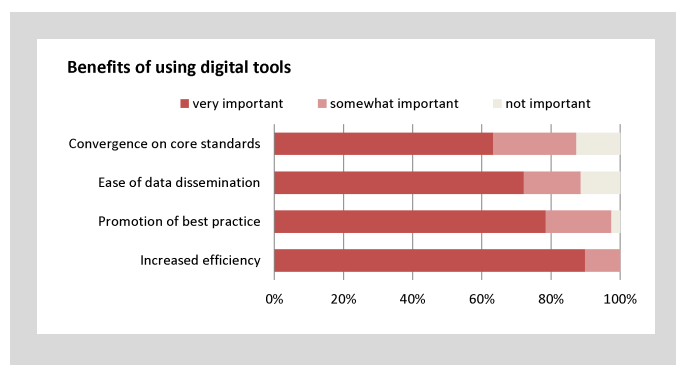 Benefits of using digital tools
very important somewhat important not important
Convergence on core standards
Ease of data dissemination
Promotion of best practice
Increased efficiency
0% 20% 40% 60% 80% 100%